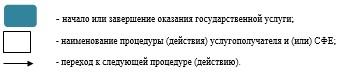 - начало или завершение оказания государственной услуги;
- наименование процедуры (действия) услугополучателя и (или) СФЕ;
- переход к следующей процедуре (действию).